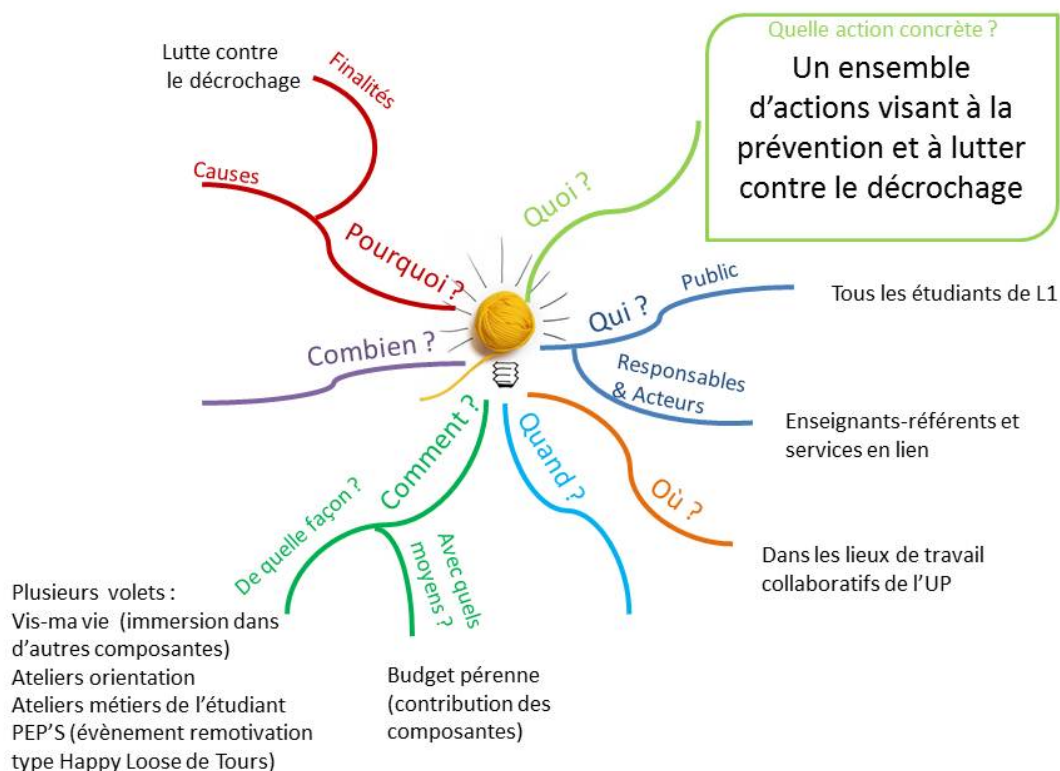 Quelle action concrète ?
Un ensemble
d'actions visant à la
prévention et à lutter
contre le décrochage
Quoi ?
Lutte contre
le décrochage
Finalités
Causes
Pourquoi ?
Combien ?
Qui ?
Public
Tous les étudiants de L1
Responsables
& Acteurs
Enseignants-référents et
services en lien
Où ?
Dans les lieux de travail
collaboratifs de l'UP
Quand ?
Comment ?
De quelle façon ?
Plusieurs volets :
Vis-ma vie (immersion dans
d'autres composantes)
Ateliers orientation
Ateliers métiers de l'étudiant
PEP'S (évènement remotivation
type Happy Loose de Tours)
Avec quels
moyens ?
Budget pérenne
(contribution des
composantes)